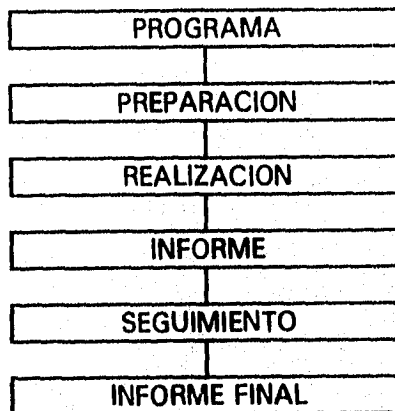 PROGRAMA
PREPARACION
REALIZACION
INFORME
SEGUIMIENTO
INFORME FINAL